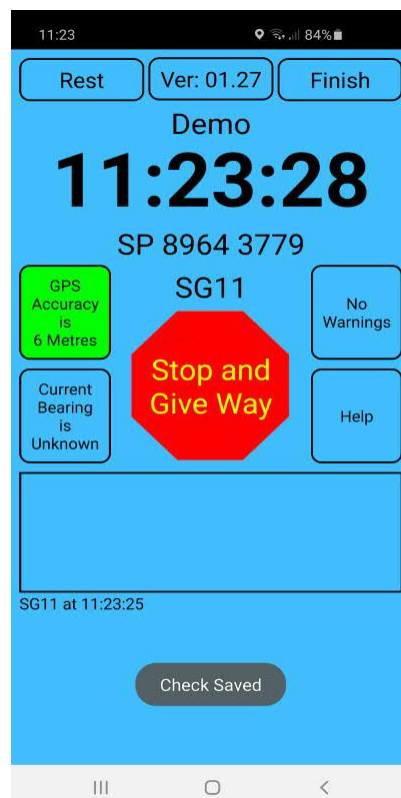 11:23
84%
Rest
Ver: 01.27
Finish
Demo
11:23:28
SP 8964 3779
GPS
Accuracy
is
6 Metres
SG11
No
Warnings
Stop and
Give Way
Current
Bearing
is
Unknown
Help
SG11 at 11:23:25
Check Saved